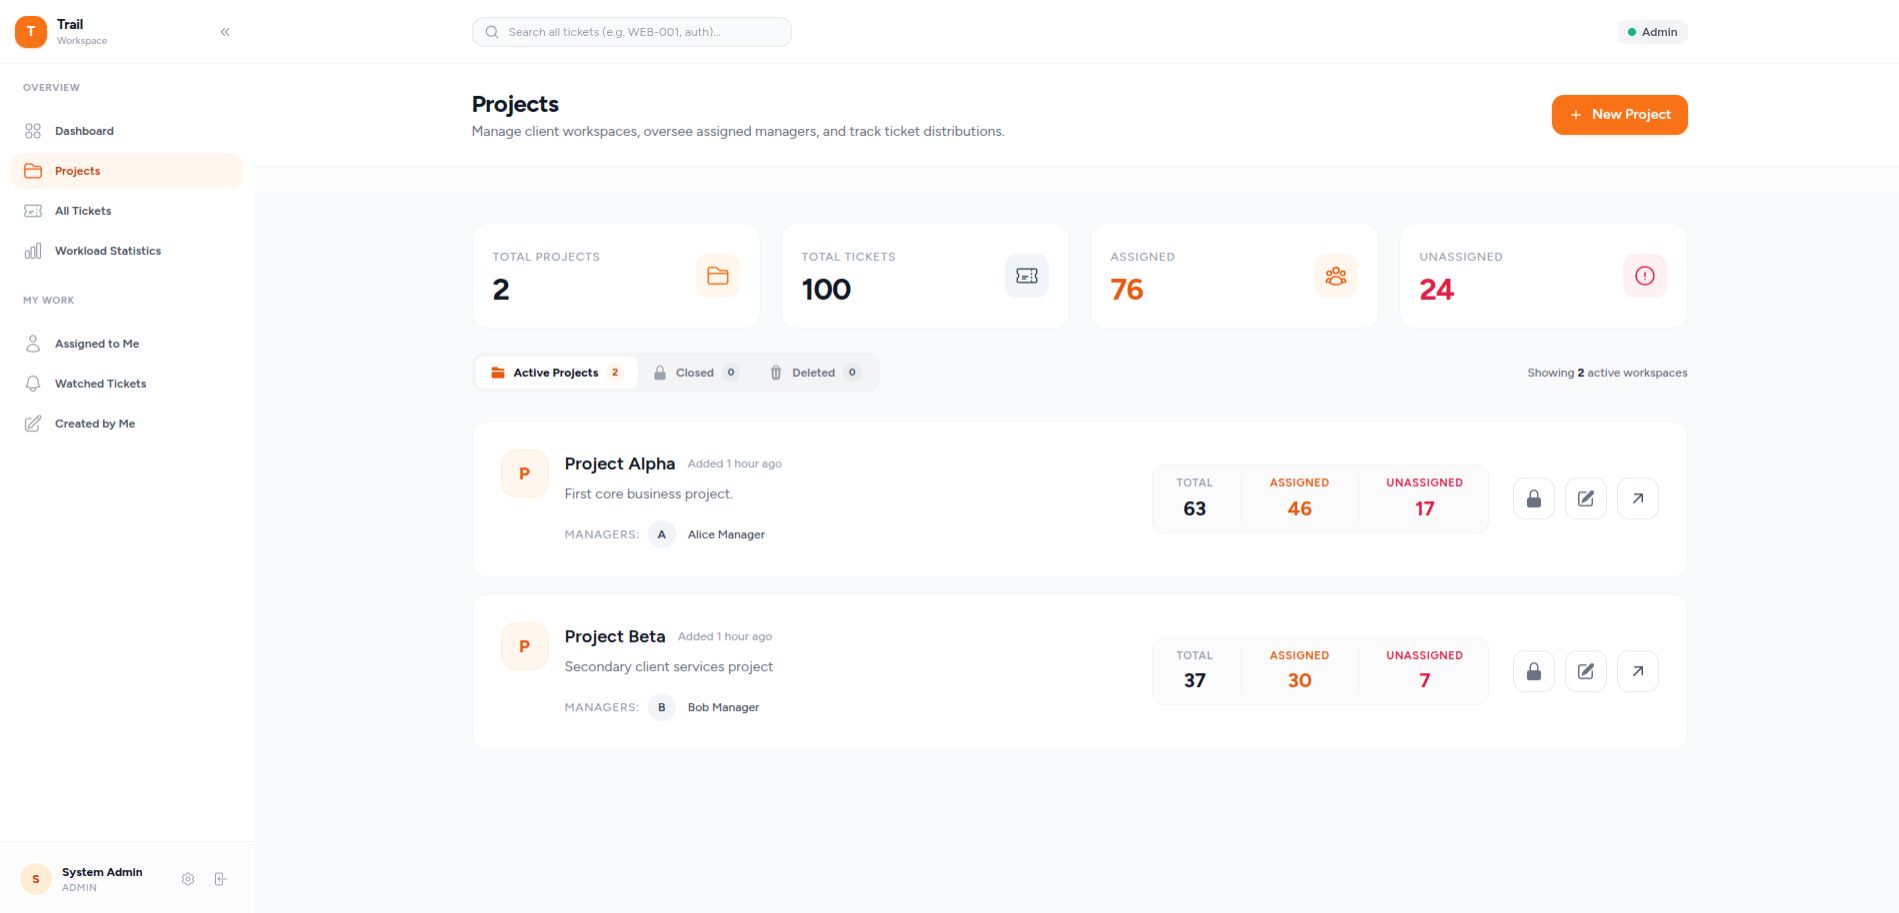 T
Trail
Workspace
«
Search all tickets (e.g. WEB-001, auth)...
Admin
OVERVIEW
Dashboard
Projects
All Tickets
Workload Statistics
MY WORK
Assigned to Me
Watched Tickets
Created by Me
Projects
Manage client workspaces, oversee assigned managers, and track ticket distributions.
+ New Project
TOTAL PROJECTS
2
TOTAL TICKETS
100
ASSIGNED
76
UNASSIGNED
24
Active Projects 2
Closed 0
Deleted 0
Showing 2 active workspaces
P
Project Alpha Added 1 hour ago
First core business project.
MANAGERS: A Alice Manager
TOTAL
63
ASSIGNED
46
UNASSIGNED
17
P
Project Beta Added 1 hour ago
Secondary client services project
MANAGERS: B Bob Manager
TOTAL
37
ASSIGNED
30
UNASSIGNED
7
S
System Admin
ADMIN